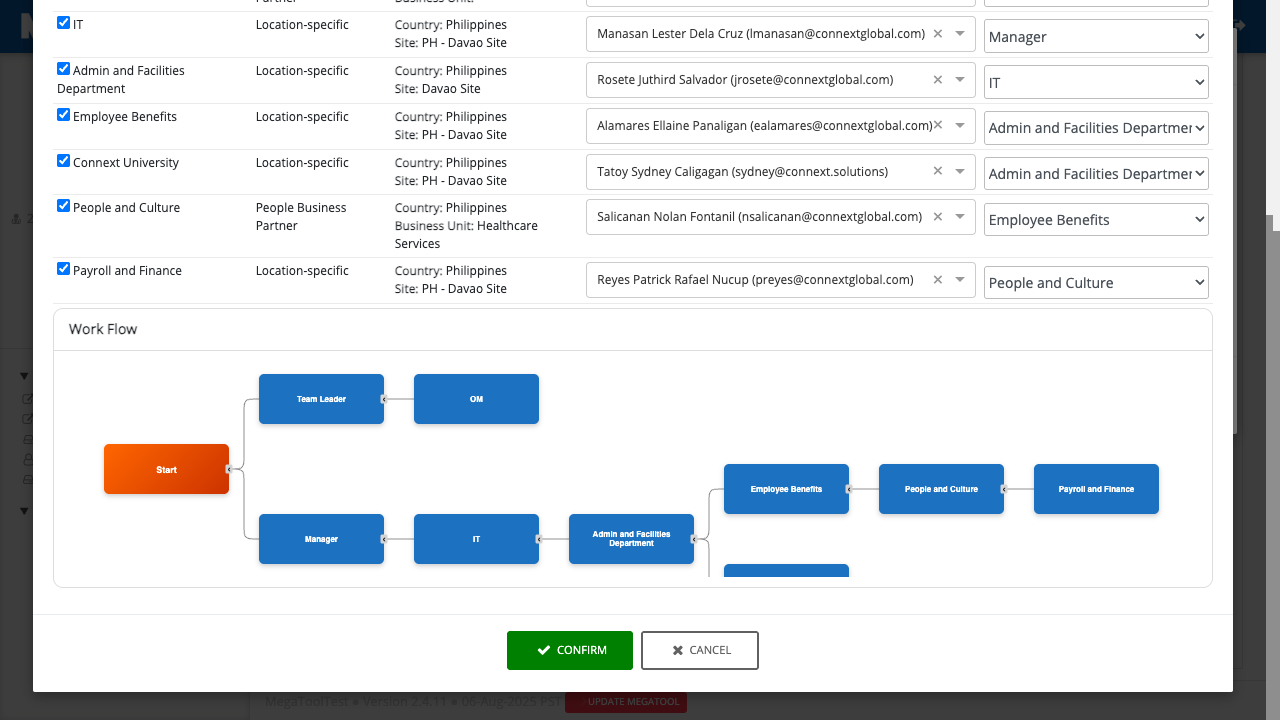 IT
Location-specific
Country: Philippines
Site: PH - Davao Site
Manasan Lester Dela Cruz (lmanasan@connextglobal.com)
Manager
Admin and Facilities
Department
Location-specific
Country: Philippines
Site: Davao Site
Rosete Juthird Salvador (jrosete@connextglobal.com)
IT
Employee Benefits
Location-specific
Country: Philippines
Site: PH - Davao Site
Alamares Ellaine Panaligan (ealamares@connextglobal.com)
Admin and Facilities Departmer
Connext University
Location-specific
Country: Philippines
Site: PH - Davao Site
Tatoy Sydney Caligagan (sydney@connext.solutions)
Admin and Facilities Departmer
People and Culture
People Business
Partner
Country: Philippines
Business Unit: Healthcare
Services
Salicanan Nolan Fontanil (nsalicanan@connextglobal.com)
Employee Benefits
Payroll and Finance
Location-specific
Country: Philippines
Site: PH - Davao Site
Reyes Patrick Rafael Nucup (preyes@connextglobal.com)
People and Culture
Work Flow
Team Leader
OM
Start
Employee Benefits
People and Culture
Payroll and Finance
Manager
IT
Admin and Facilities
Department
CONFIRM
CANCEL
MegaToolTest • Version 2.4.11 • 06-Aug-2025 PST
UPDATE MEGATOOL